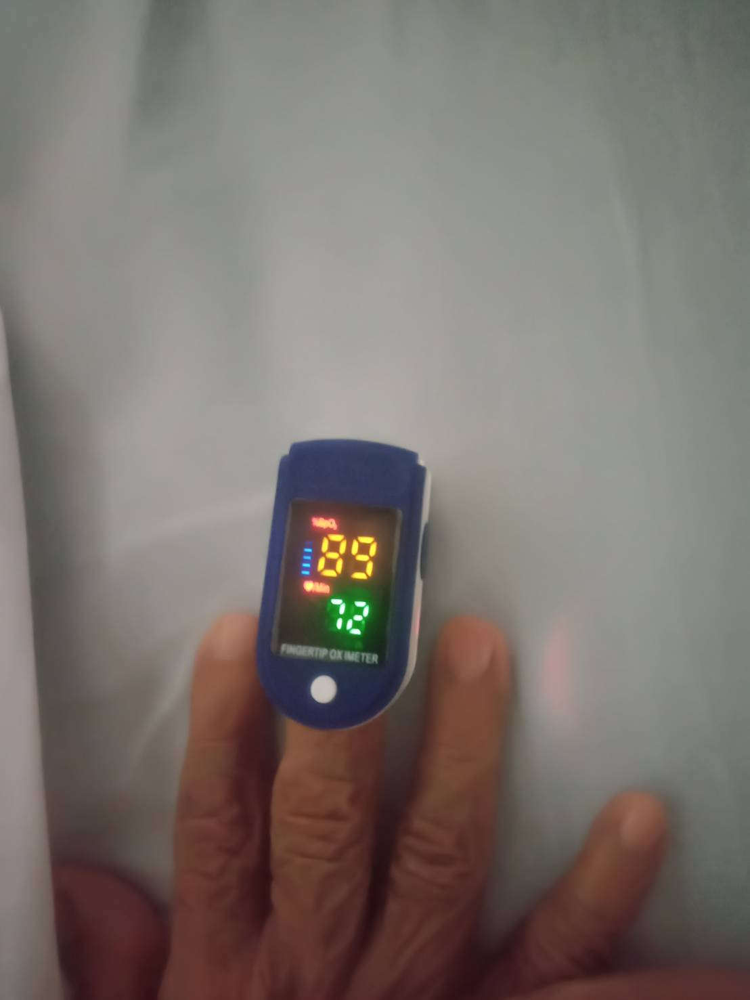 %SpO₂
89
/Min
72
FINGERTIP OXIMETER